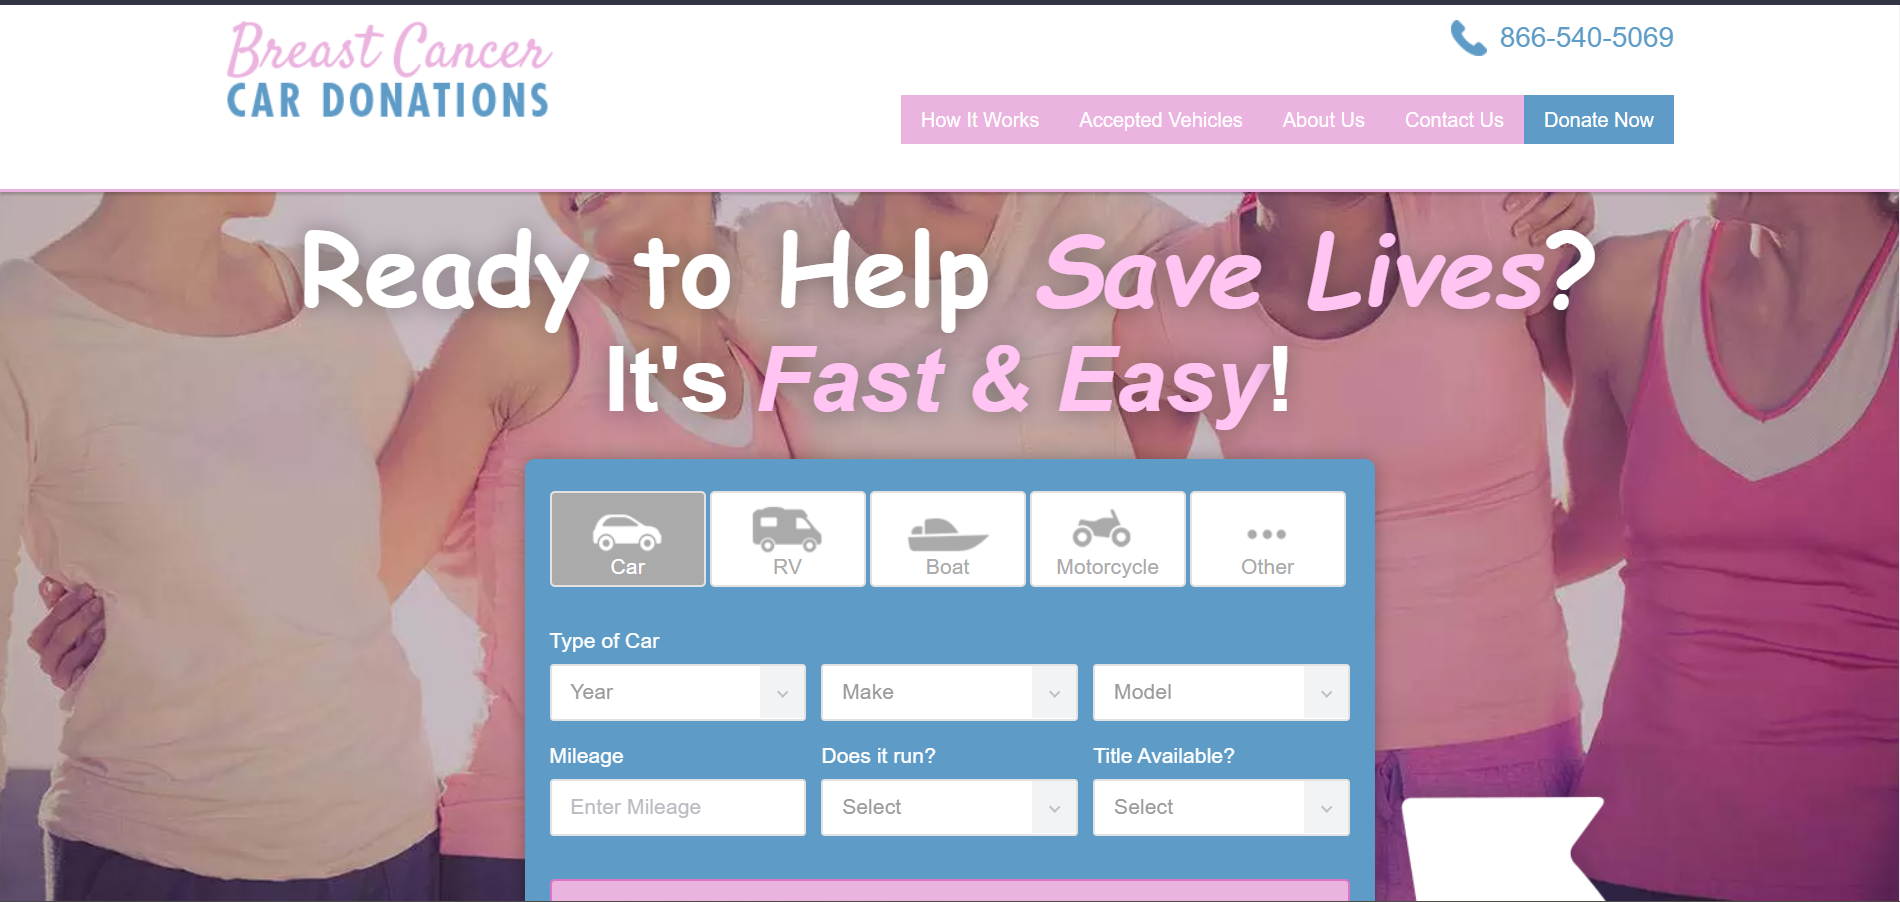 Breast Cancer
CAR DONATIONS
866-540-5069
How It Works Accepted Vehicles About Us Contact Us Donate Now
Ready to Help Save Lives?
It's Fast & Easy!
Car RV Boat Motorcycle Other
Type of Car
Year Make Model
Mileage Does it run? Title Available?
Enter Mileage Select Select